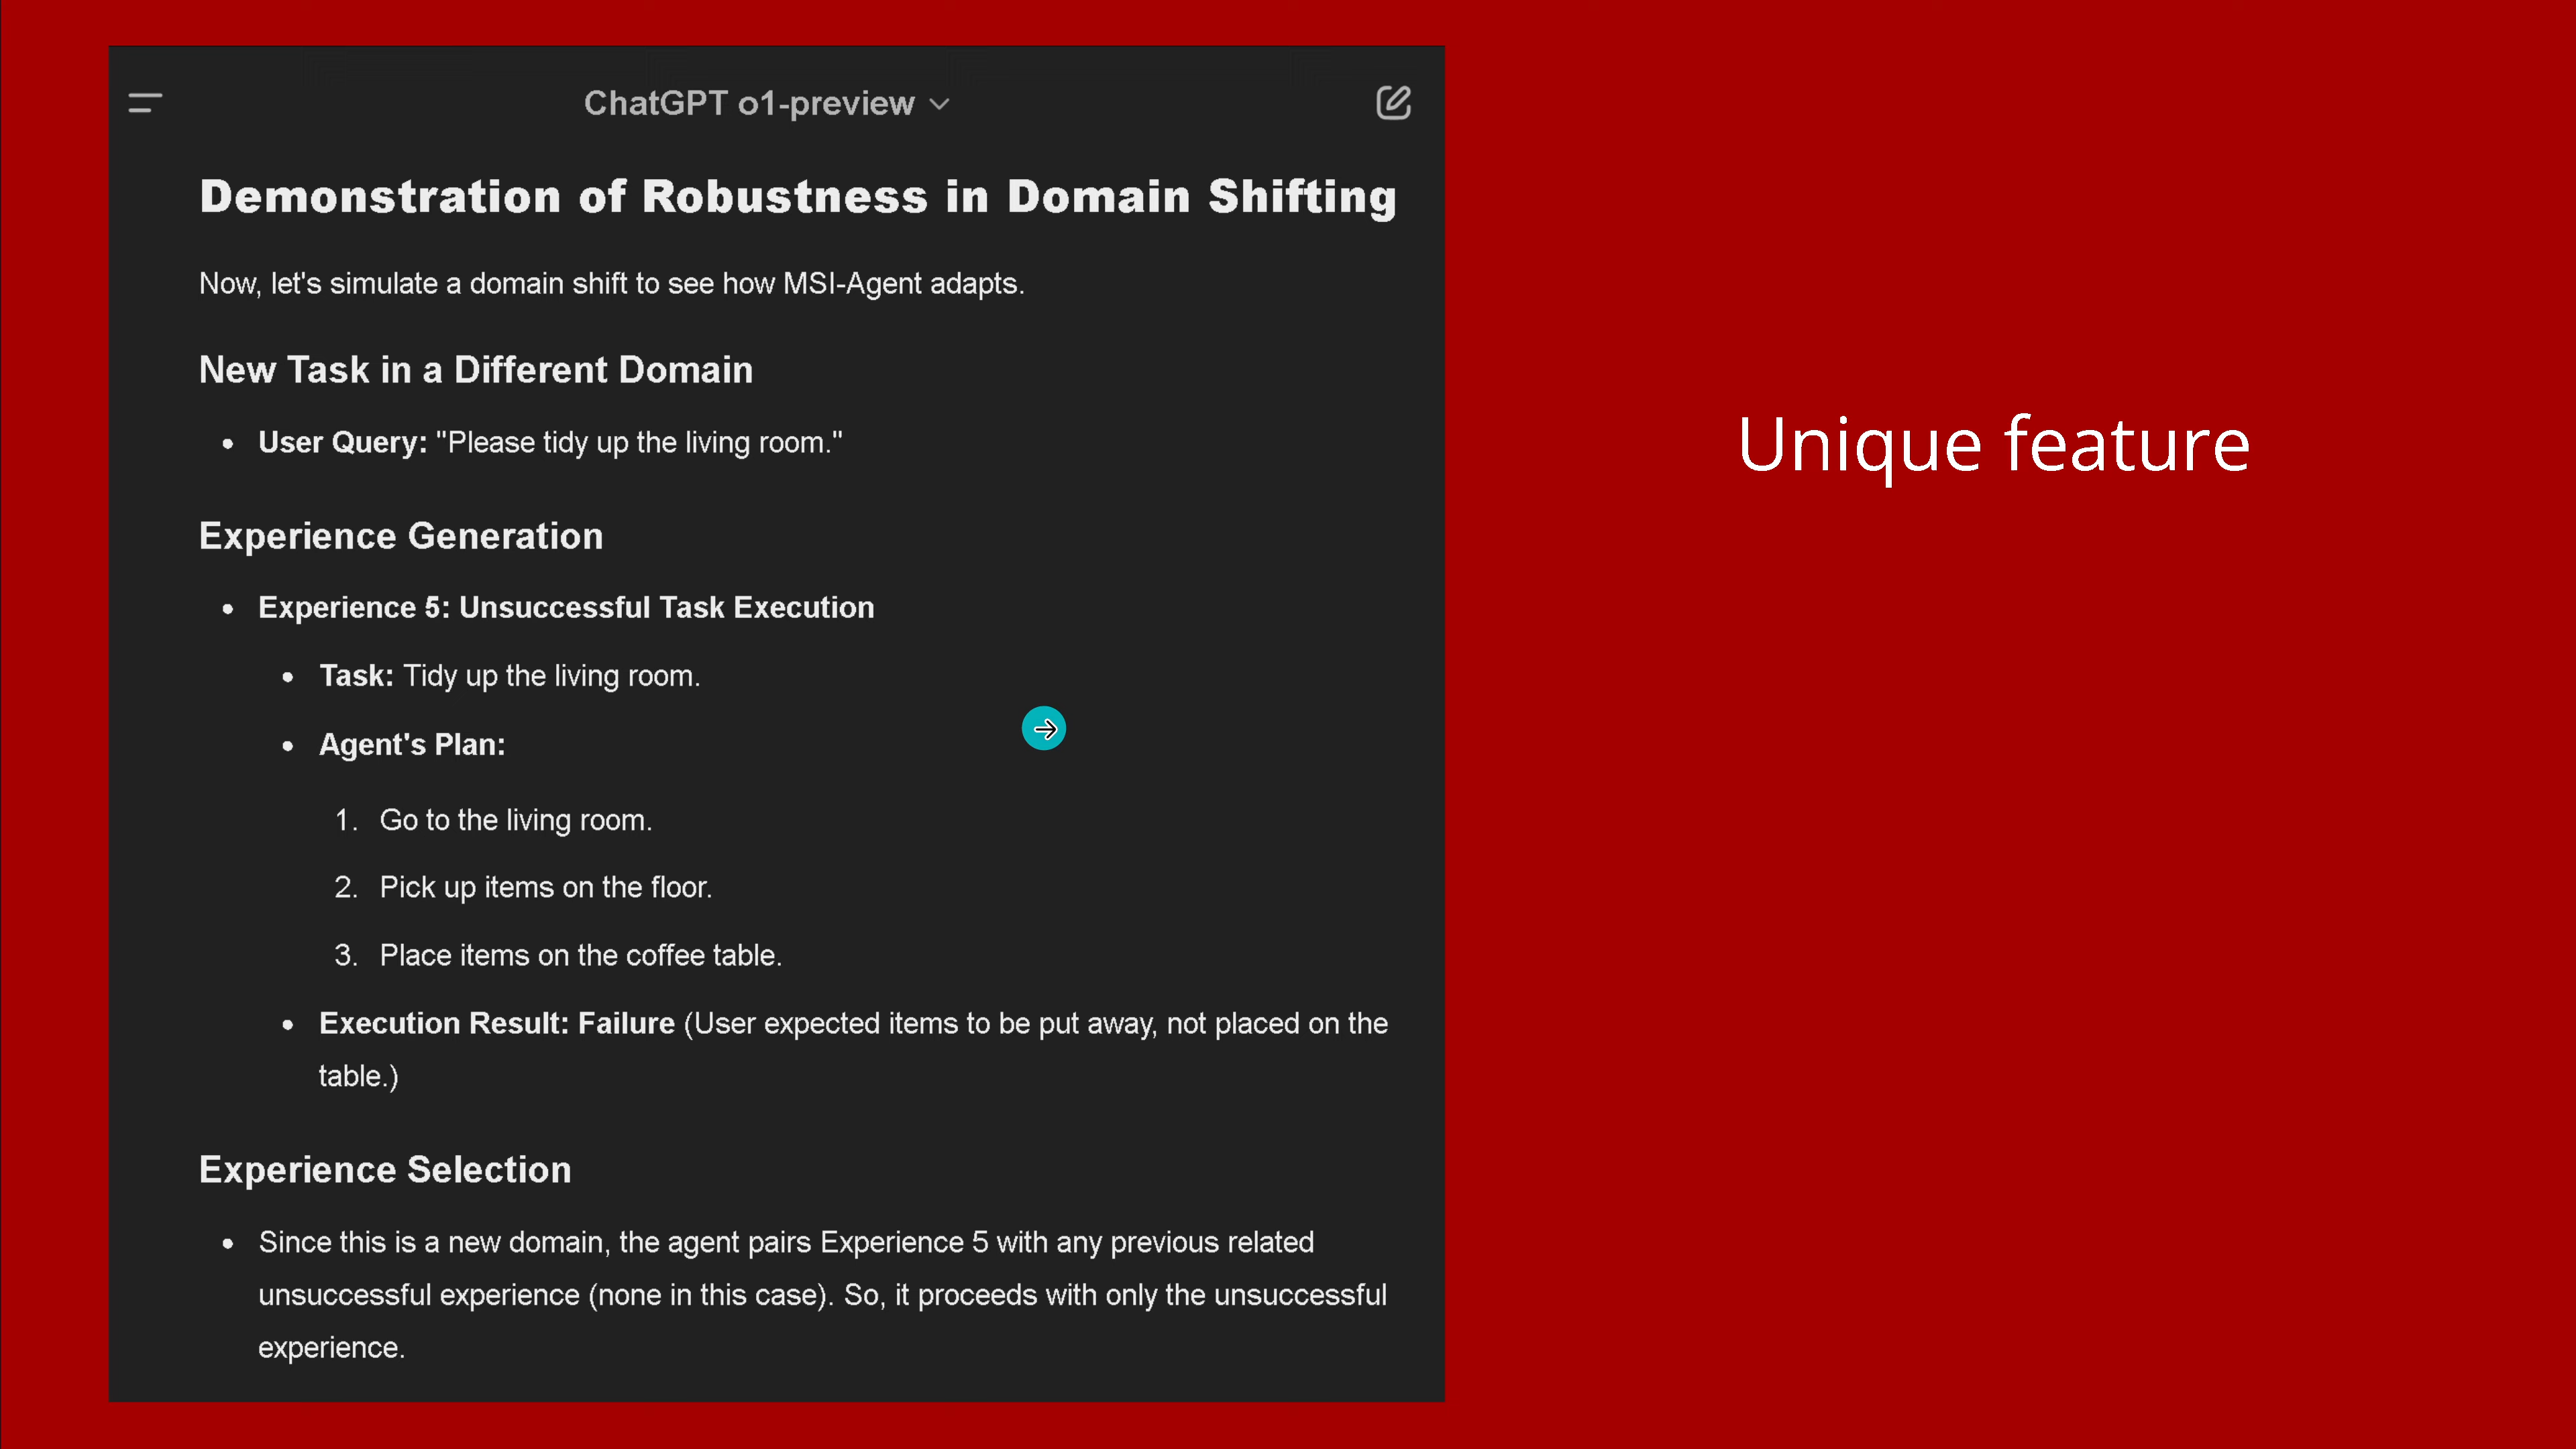 ChatGPT o1-preview
Demonstration of Robustness in Domain Shifting
Now, let's simulate a domain shift to see how MSI-Agent adapts.
New Task in a Different Domain
• User Query: "Please tidy up the living room."
Experience Generation
• Experience 5: Unsuccessful Task Execution
• Task: Tidy up the living room.
• Agent's Plan:
1. Go to the living room.
2. Pick up items on the floor.
3. Place items on the coffee table.
• Execution Result: Failure (User expected items to be put away, not placed on the
table.)
Experience Selection
• Since this is a new domain, the agent pairs Experience 5 with any previous related
unsuccessful experience (none in this case). So, it proceeds with only the unsuccessful
experience.
Unique feature